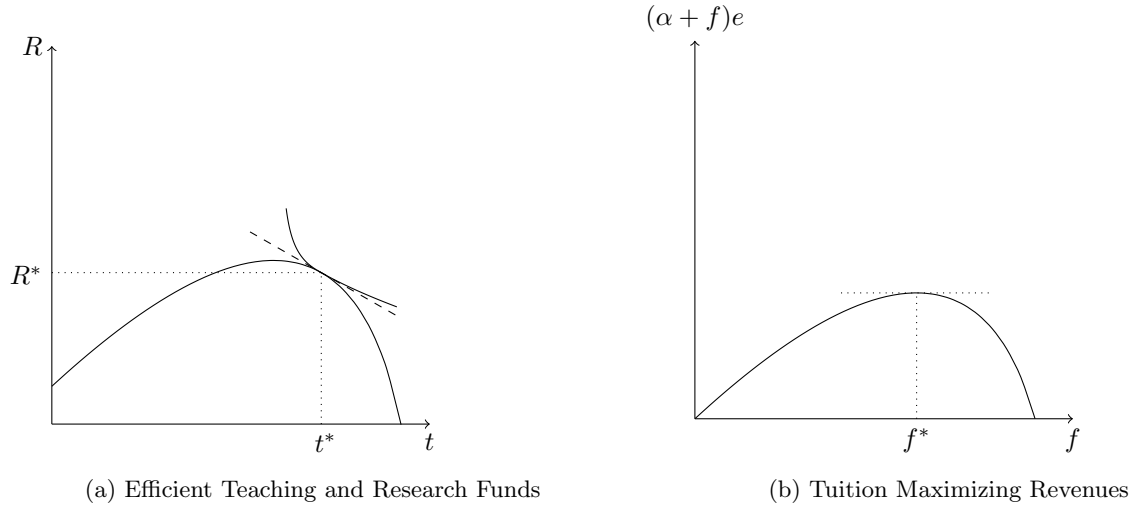 R
R*
t*
t
(a) Efficient Teaching and Research Funds
(α + f)e
f*
f
(b) Tuition Maximizing Revenues